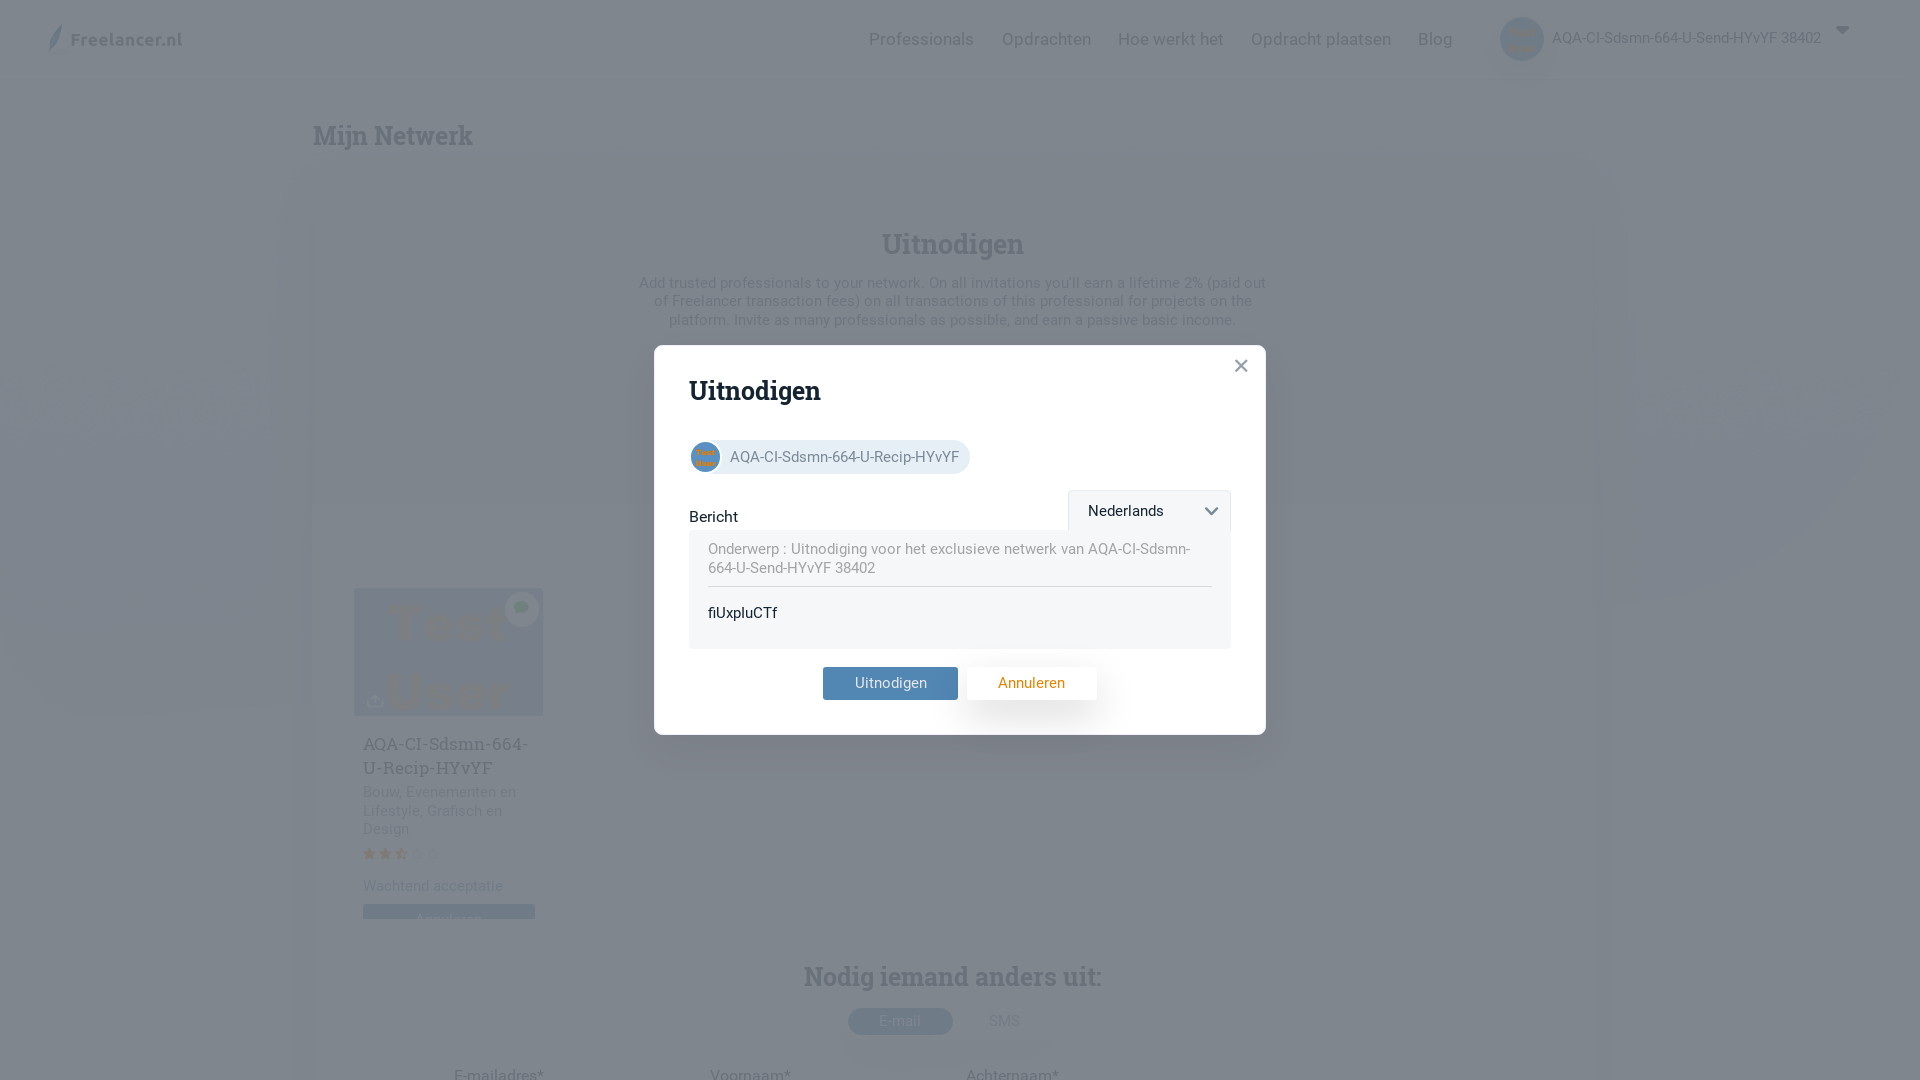 Freelancer.nl
Professionals
Opdrachten
Hoe werkt het
Opdracht plaatsen
Blog
AQA-CI-Sdsmn-664-U-Send-HYvYF 38402
Mijn Netwerk
Uitnodigen
Add trusted professionals to your network. On all invitations you'll earn a lifetime 2% (paid out
of Freelancer transaction fees) on all transactions of this professional for projects on the
platform. Invite as many professionals as possible, and earn a passive basic income.
Uitnodigen
AQA-CI-Sdsmn-664-U-Recip-HYvYF
Bericht
Nederlands
Onderwerp : Uitnodiging voor het exclusieve netwerk van AQA-CI-Sdsmn-
664-U-Send-HYvYF 38402
fiUxpIuCTf
Uitnodigen
Annuleren
Test
User
AQA-CI-Sdsmn-664-
U-Recip-HYvYF
Bouw, Evenementen en
Lifestyle, Grafisch en
Design
Wachtend acceptatie
Nodig iemand anders uit:
E-mail
SMS
E-mailadres*
Voornaam*
Achternaam*